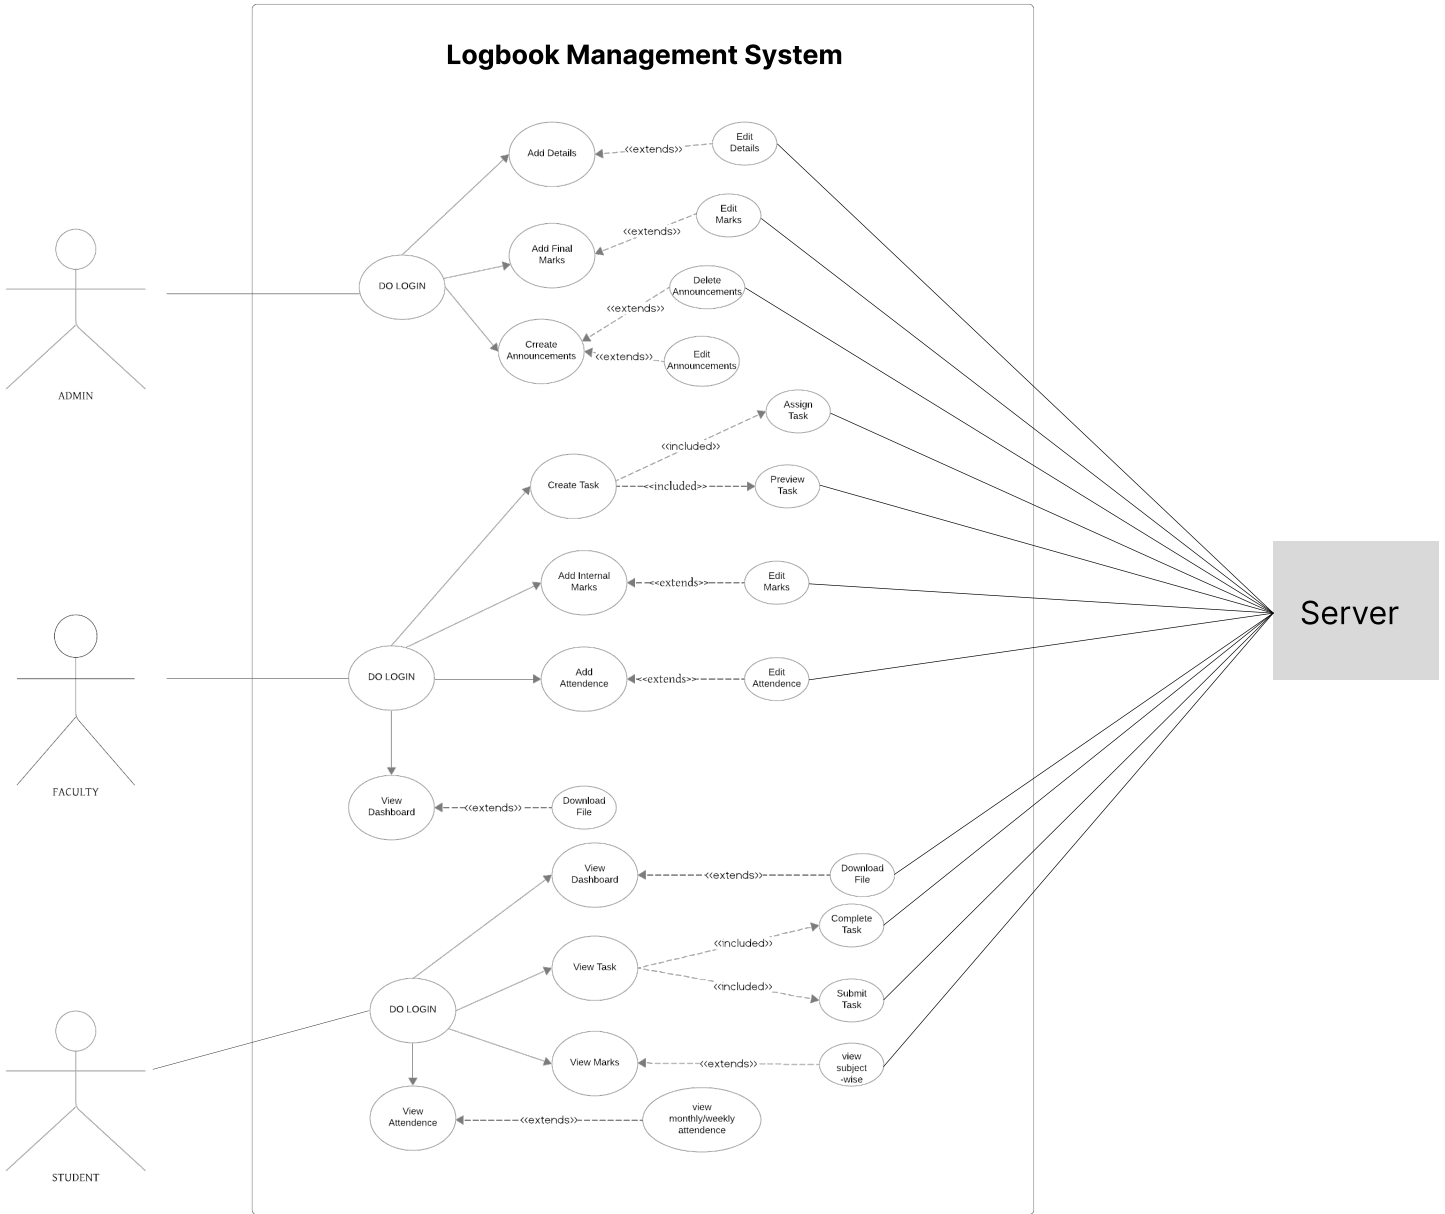 Logbook Management System
Add Details
<<extends>>
Edit
Details
Edit
Marks
<<extends>>
Add Final
Marks
DO LOGIN
Delete
Announcements
<<extends>>
Crreate
Announcements
<<extends>>
Edit
Announcements
ADMIN
Assign
Task
<<included>>
Create Task
<<included>>
Preview
Task
Add Internal
Marks
<<extends>>
Edit
Marks
Server
DO LOGIN
Add
Attendence
<<extends>>
Edit
Attendence
FACULTY
View
Dashboard
<<extends>>
Download
File
View
Dashboard
<<extends>>
Download
File
Complete
Task
<<included>>
View Task
<<included>>
Submit
Task
DO LOGIN
View Marks
<<extends>>
view
subject
-wise
View
Attendence
<<extends>>
view
monthly/weekly
attendence
STUDENT